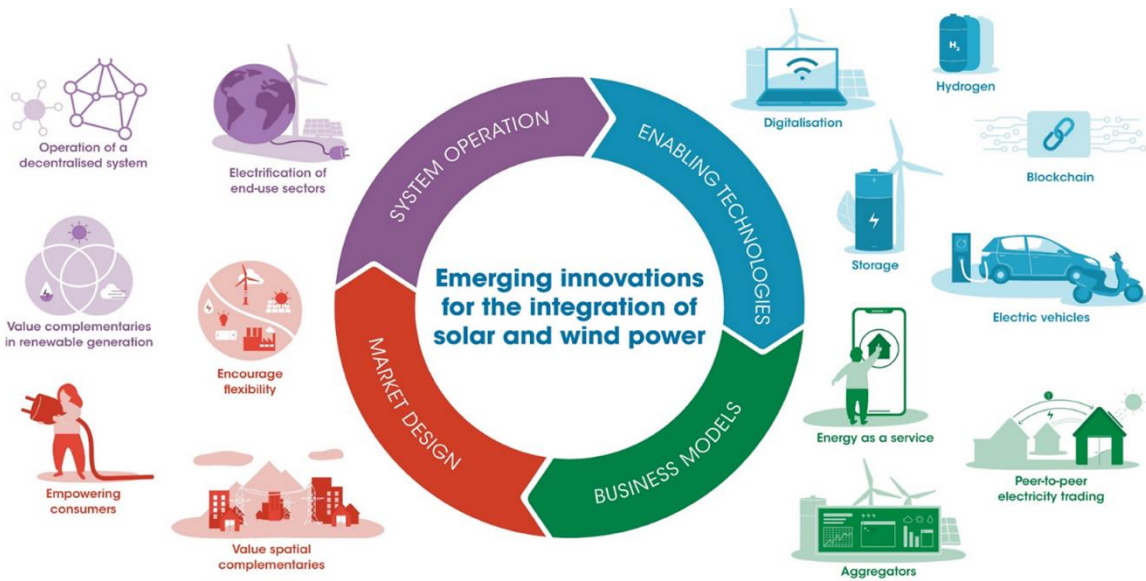 Operation of a
decentralised system
Electrification of
end-use sectors
Value complementaries
in renewable generation
Encourage
flexibility
Empowering
consumers
Value spatial
complementaries
SYSTEM OPERATION
ENABLING TECHNOLOGIES
BUSINESS MODELS
MARKET DESIGN
Emerging innovations
for the integration of
solar and wind power
Digitalisation
H₂
Hydrogen
Blockchain
Storage
Electric vehicles
Energy as a service
Peer-to-peer
electricity trading
Aggregators